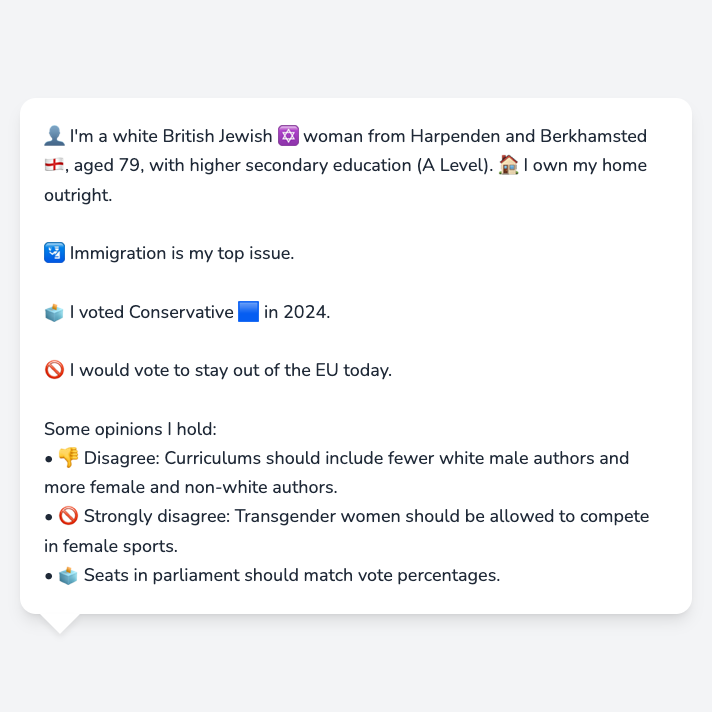 👤 I'm a white British Jewish ✡️ woman from Harpenden and Berkhamsted
🏴󠁧󠁢󠁥󠁮󠁧󠁿, aged 79, with higher secondary education (A Level). 🏠 I own my home
outright.
🛂 Immigration is my top issue.
🗳️ I voted Conservative 🟦 in 2024.
🚫 I would vote to stay out of the EU today.
Some opinions I hold:
• 👎 Disagree: Curriculums should include fewer white male authors and
more female and non-white authors.
• 🚫 Strongly disagree: Transgender women should be allowed to compete
in female sports.
• 🗳️ Seats in parliament should match vote percentages.